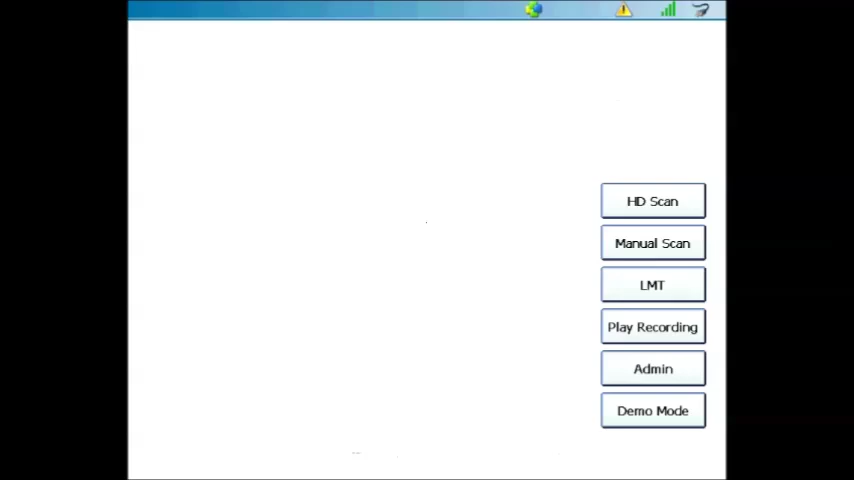 HD Scan
Manual Scan
LMT
Play Recording
Admin
Demo Mode